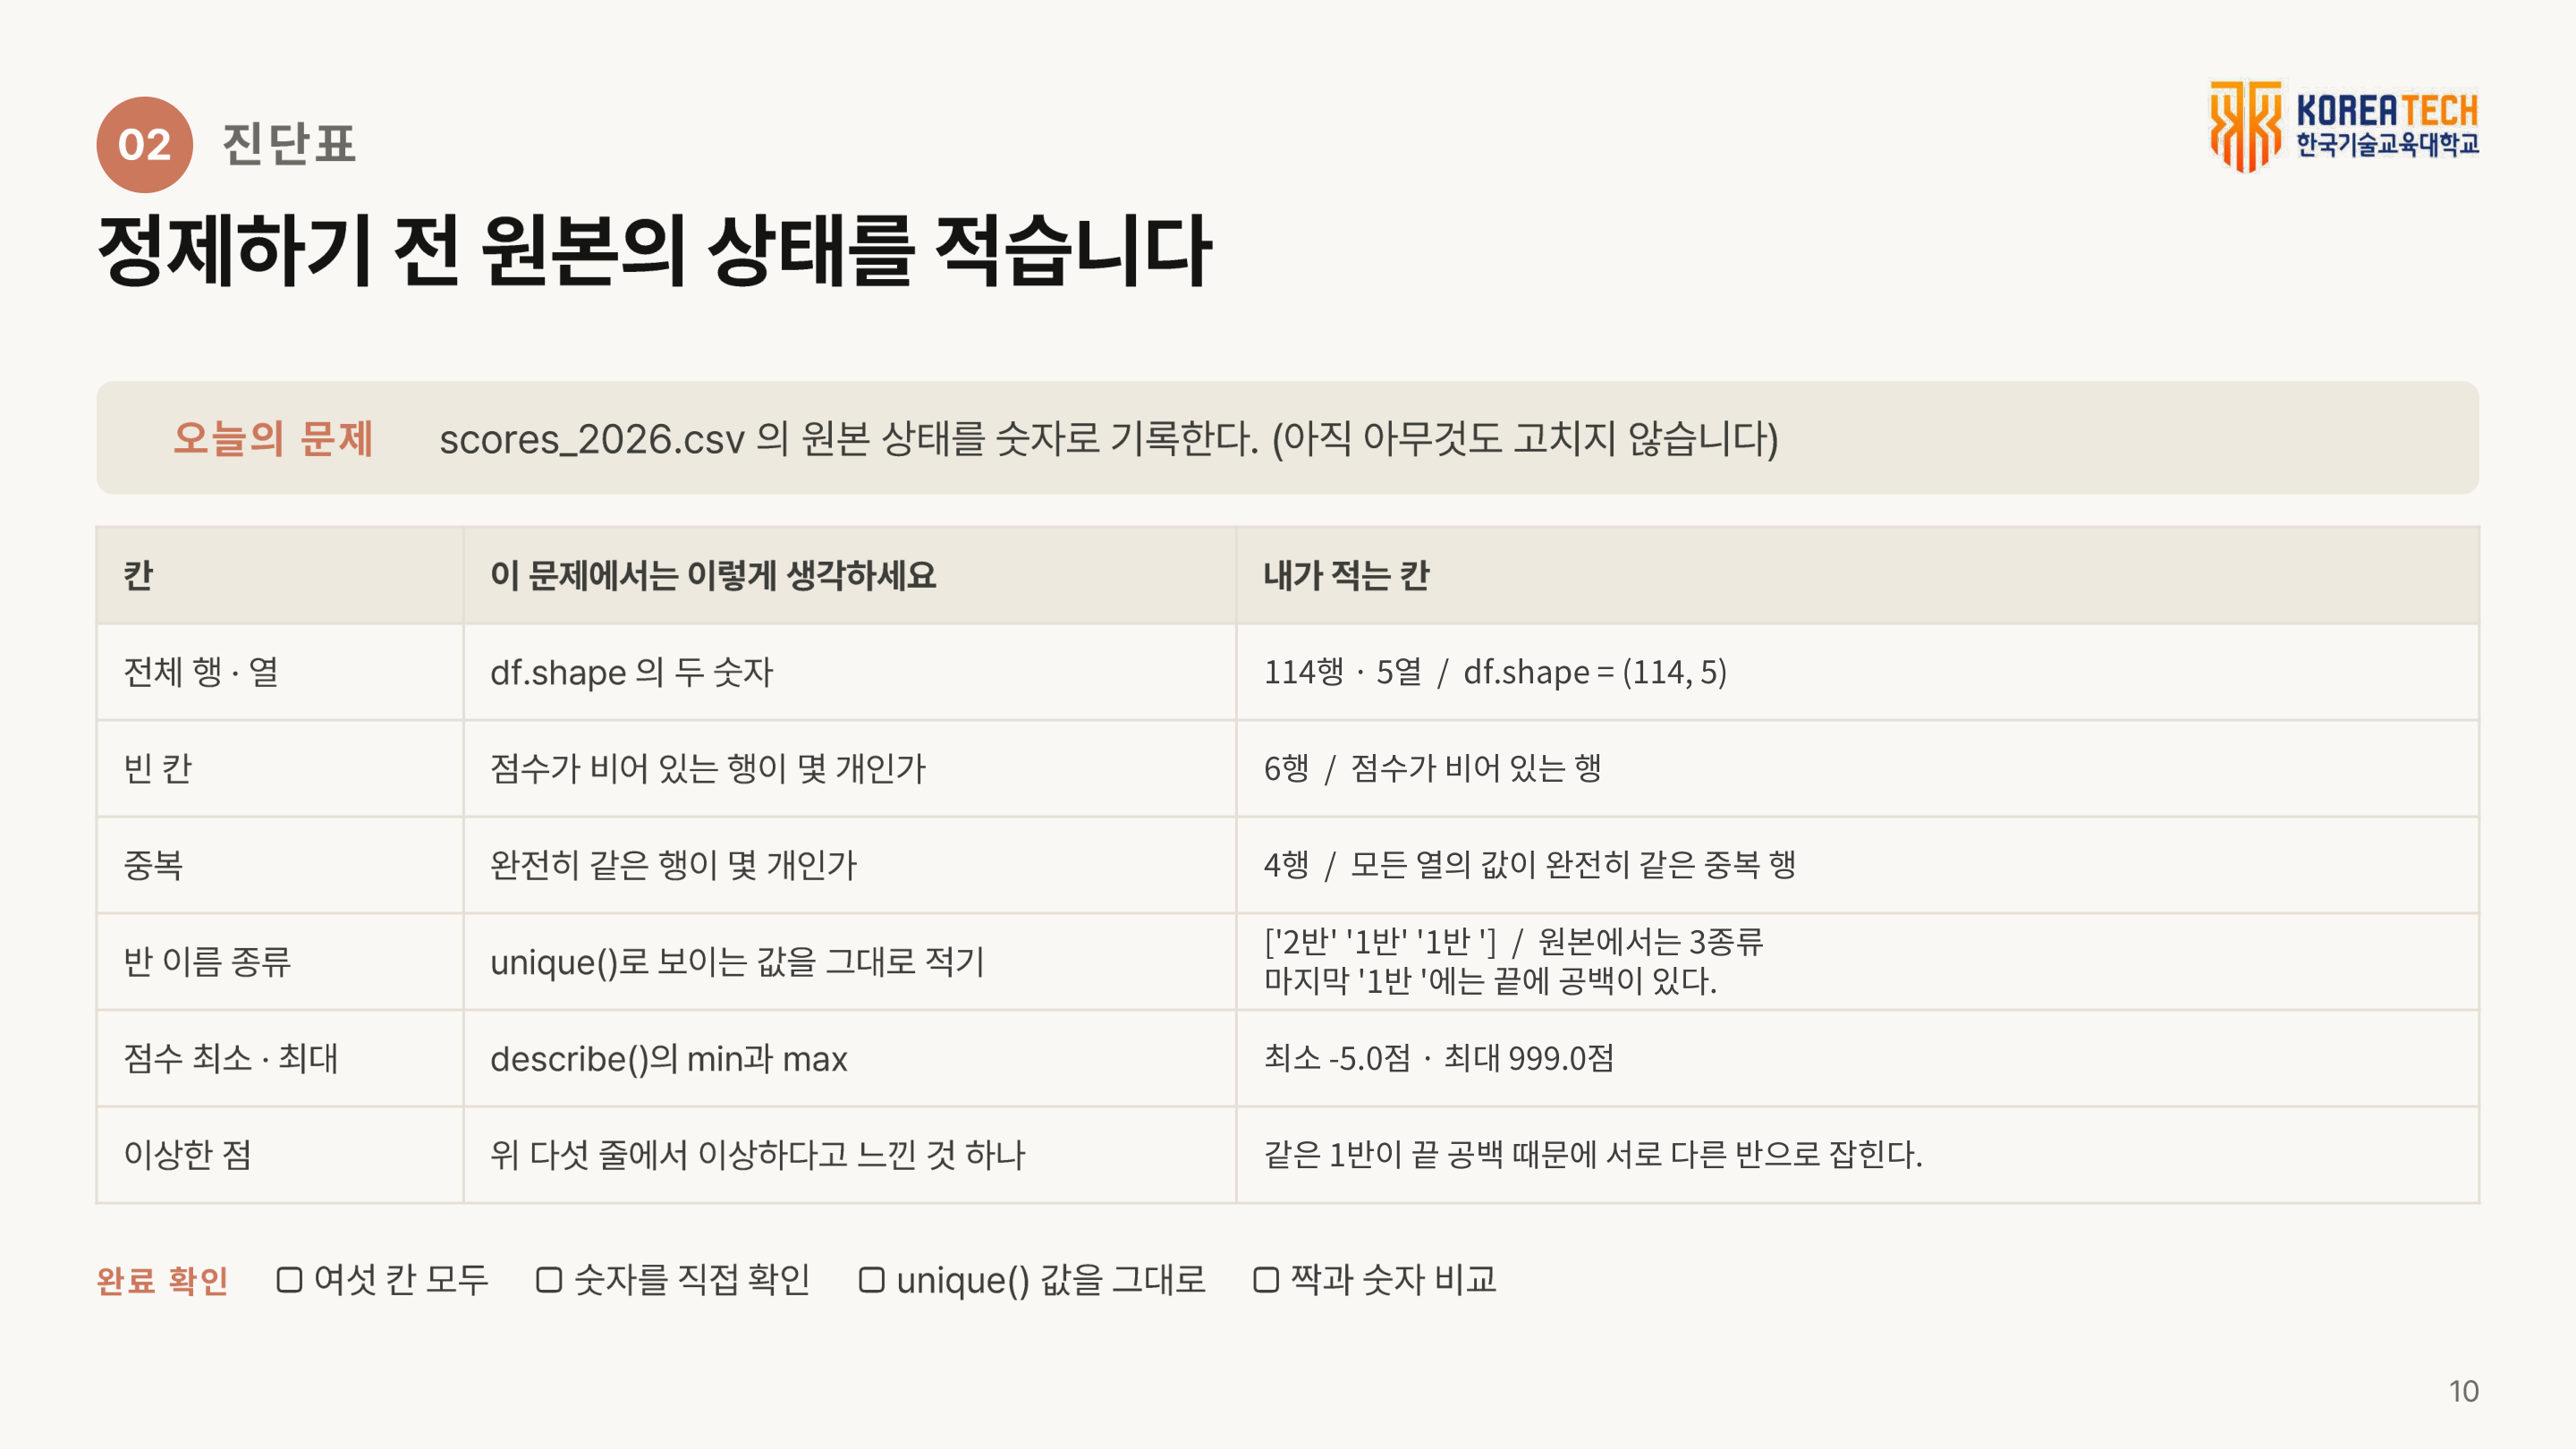 02 진단표
KOREATECH
한국기술교육대학교
정제하기 전 원본의 상태를 적습니다
오늘의 문제 scores_2026.csv 의 원본 상태를 숫자로 기록한다. (아직 아무것도 고치지 않습니다)
칸 이 문제에서는 이렇게 생각하세요 내가 적는 칸
전체 행 · 열 df.shape 의 두 숫자 114행 · 5열 / df.shape = (114, 5)
빈 칸 점수가 비어 있는 행이 몇 개인가 6행 / 점수가 비어 있는 행
중복 완전히 같은 행이 몇 개인가 4행 / 모든 열의 값이 완전히 같은 중복 행
반 이름 종류 unique()로 보이는 값을 그대로 적기 ['2반' '1반' '1반 '] / 원본에서는 3종류
마지막 '1반 '에는 끝에 공백이 있다.
점수 최소 · 최대 describe()의 min과 max 최소 -5.0점 · 최대 999.0점
이상한 점 위 다섯 줄에서 이상하다고 느낀 것 하나 같은 1반이 끝 공백 때문에 서로 다른 반으로 잡힌다.
완료 확인 ▢ 여섯 칸 모두 ▢ 숫자를 직접 확인 ▢ unique() 값을 그대로 ▢ 짝과 숫자 비교
10